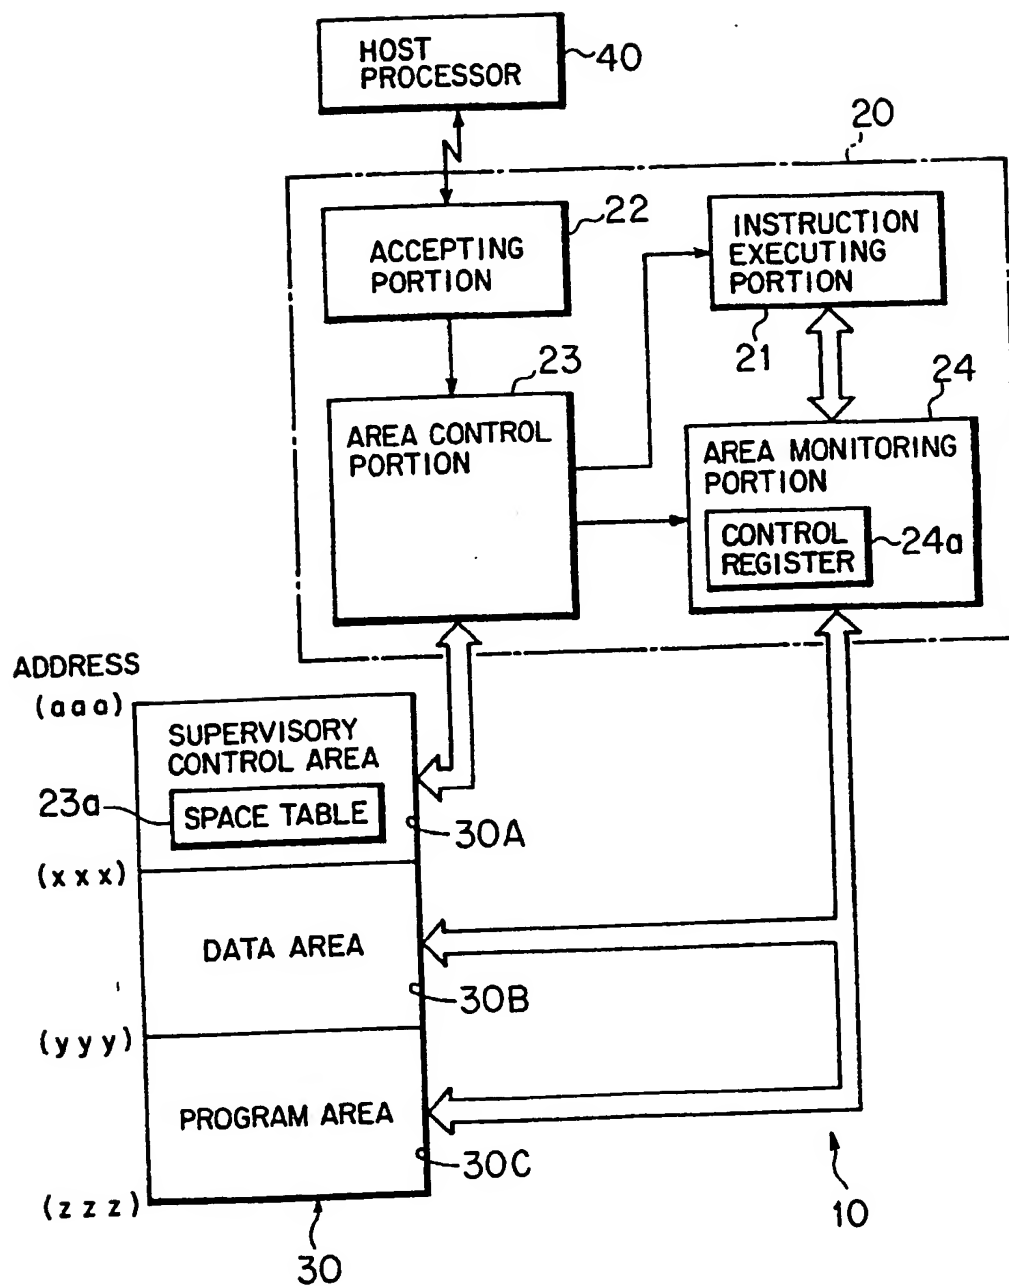 HOST
PROCESSOR
40
20
ACCEPTING
PORTION
22
INSTRUCTION
EXECUTING
PORTION
21
23
AREA CONTROL
PORTION
24
AREA MONITORING
PORTION
CONTROL
REGISTER
24a
ADDRESS
(aaa)
SUPERVISORY
CONTROL AREA
23a
SPACE TABLE
30A
(xxx)
DATA AREA
30B
(yyy)
PROGRAM AREA
30C
(zzz)
30
10